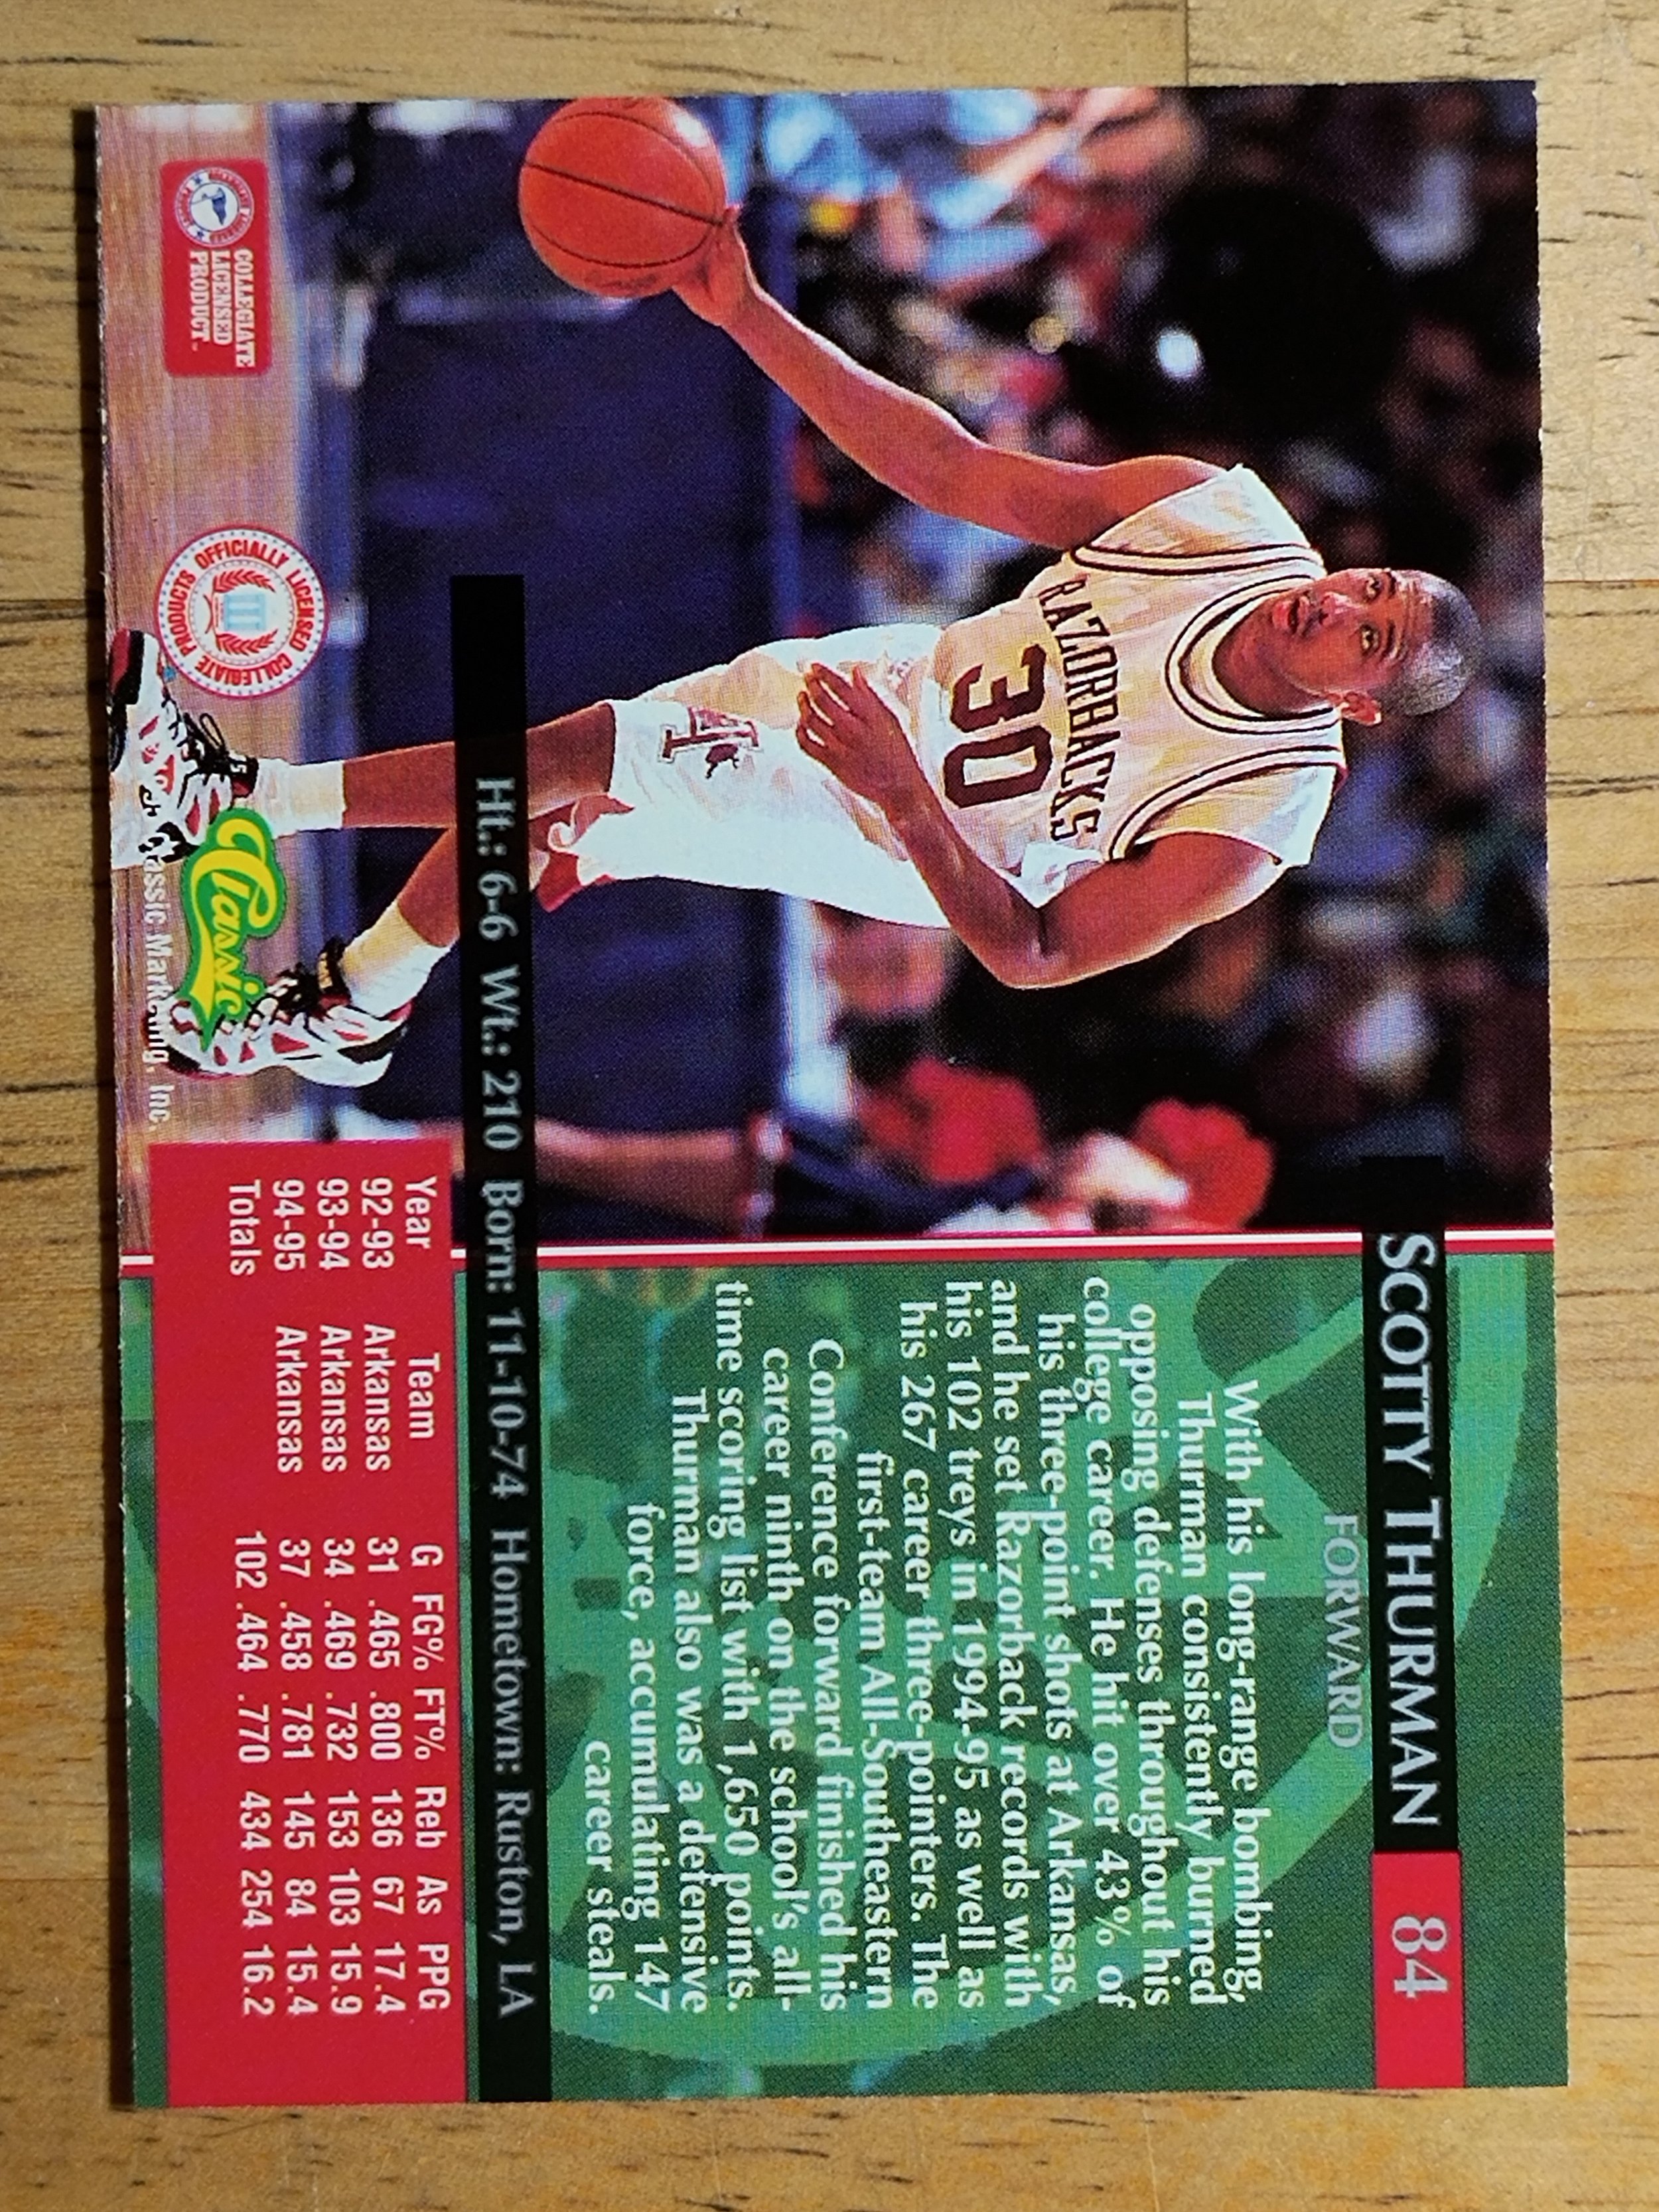 SCOTTY THURMAN 84
FORWARD
With his long-range bombing,
Thurman consistently burned
opposing defenses throughout his
college career. He hit over 43% of
his three-point shots at Arkansas,
and he set Razorback records with
his 102 treys in 1994-95 as well as
his 267 career three-pointers. The
first-team All-Southeastern
Conference forward finished his
career ninth on the school's all-
time scoring list with 1,650 points.
Thurman also was a defensive
force, accumulating 147
career steals.
RAZORBACKS
30
A
Ht.: 6-6 Wt.: 210 Born: 11-10-74 Hometown: Ruston, LA
Year Team G FG% FT% Reb As PPG
92-93 Arkansas 31 .465 .800 136 67 17.4
93-94 Arkansas 34 .469 .732 153 103 15.9
94-95 Arkansas 37 .458 .781 145 84 15.4
Totals 102 .464 .770 434 254 16.2
COLLEGIATE
LICENSED
PRODUCT™
OFFICIALLY LICENSED COLLEGIATE PRODUCTS
Classic
Marketing, Inc.